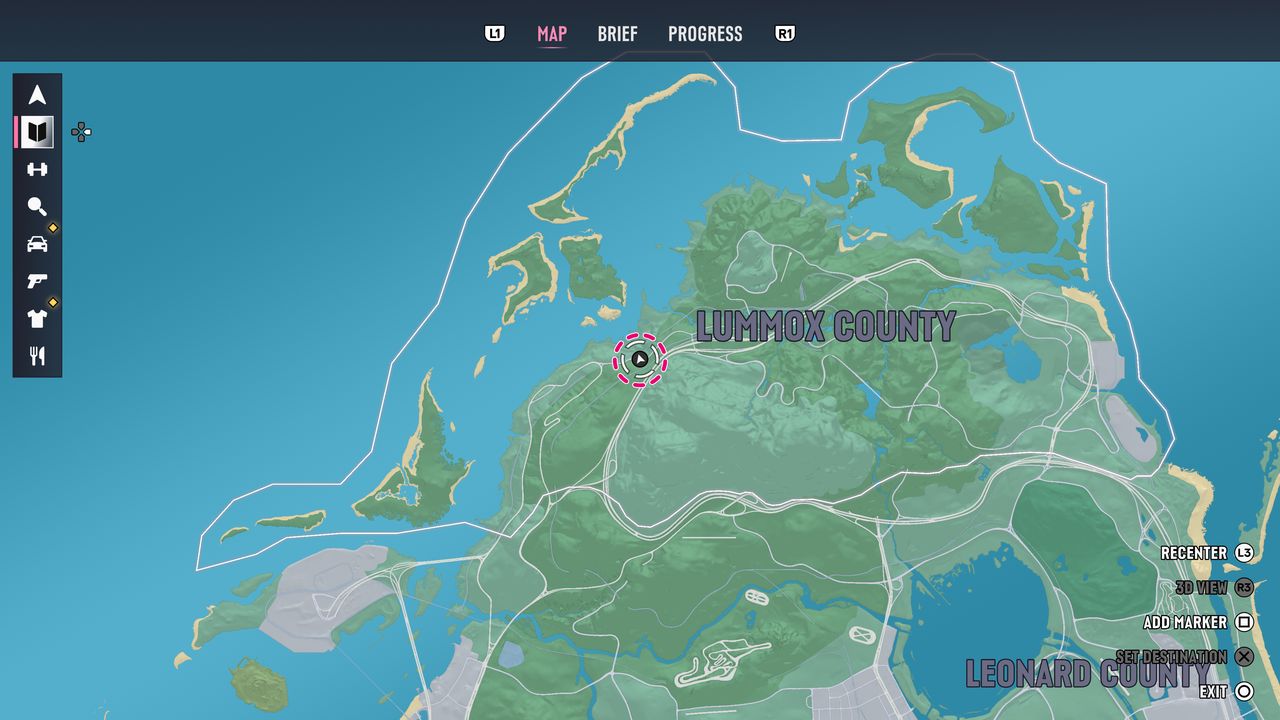 L1 MAP BRIEF PROGRESS R1
LUMMOX COUNTY
RECENTER L3
3D VIEW R3
ADD MARKER
SET DESTINATION
LEONARD COUNTY
EXIT